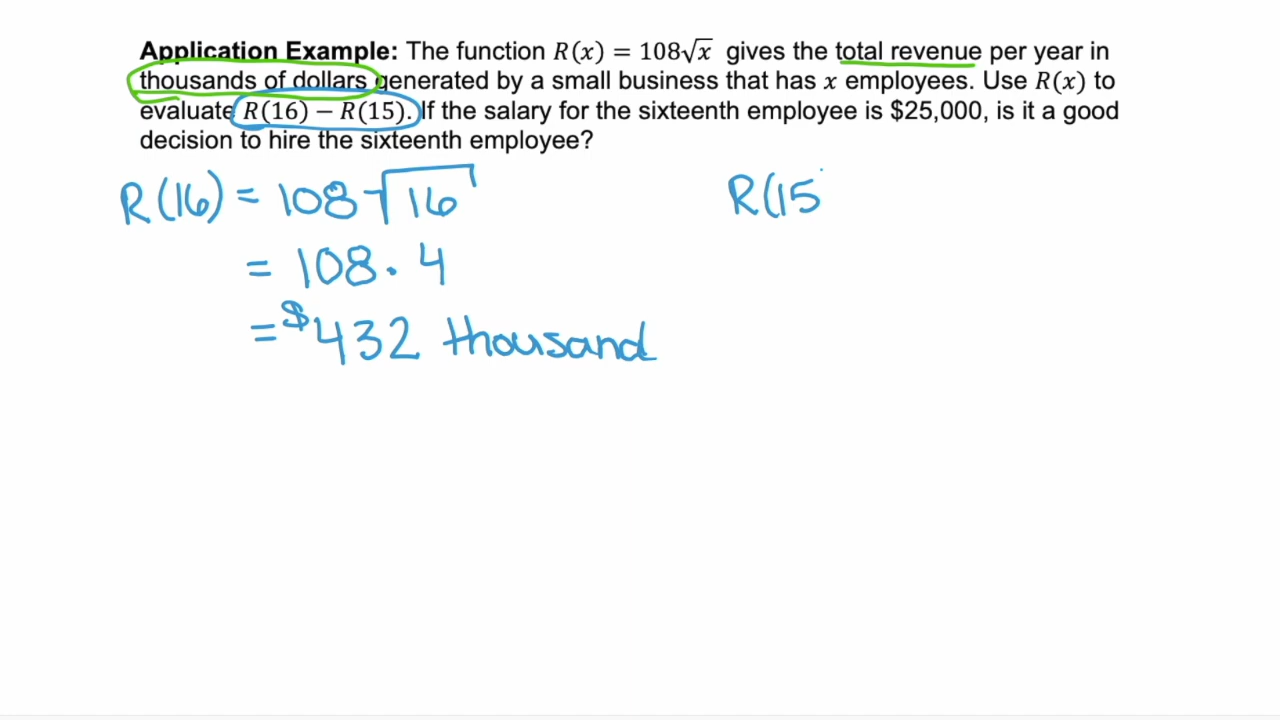 Application Example: The function R(x) = 108√x gives the total revenue per year in
thousands of dollars generated by a small business that has x employees. Use R(x) to
evaluate R(16) − R(15). If the salary for the sixteenth employee is $25,000, is it a good
decision to hire the sixteenth employee?
R(16) = 108√16
R(15
= 108 · 4
= $432 thousand